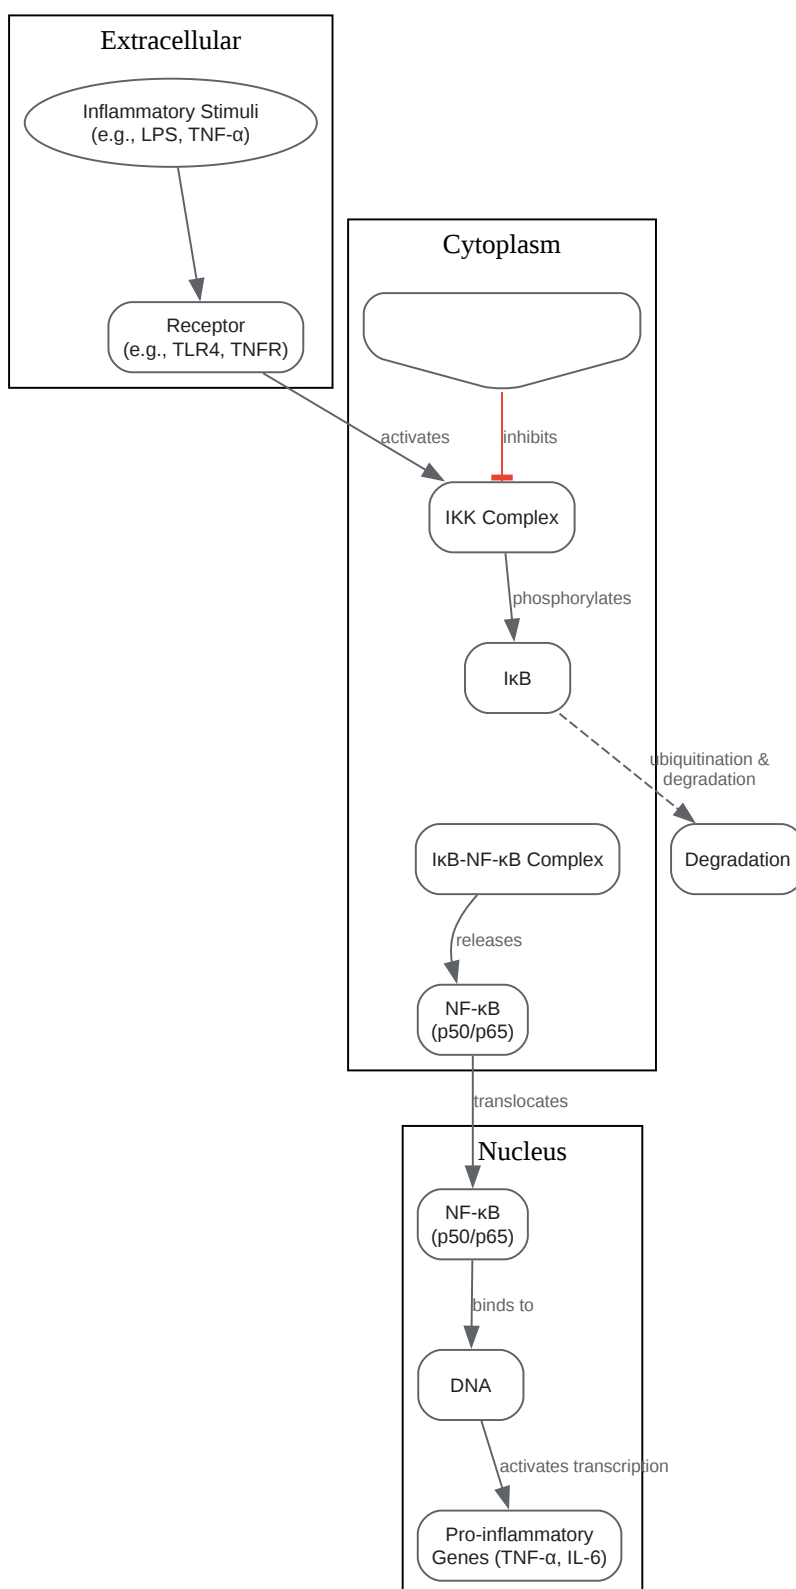 Extracellular
Inflammatory Stimuli
(e.g., LPS, TNF-α)
Receptor
(e.g., TLR4, TNFR)
Cytoplasm
activates
inhibits
IKK Complex
phosphorylates
IκB
ubiquitination &
degradation
IκB-NF-κB Complex
Degradation
releases
NF-κB
(p50/p65)
translocates
Nucleus
NF-κB
(p50/p65)
binds to
DNA
activates transcription
Pro-inflammatory
Genes (TNF-α, IL-6)